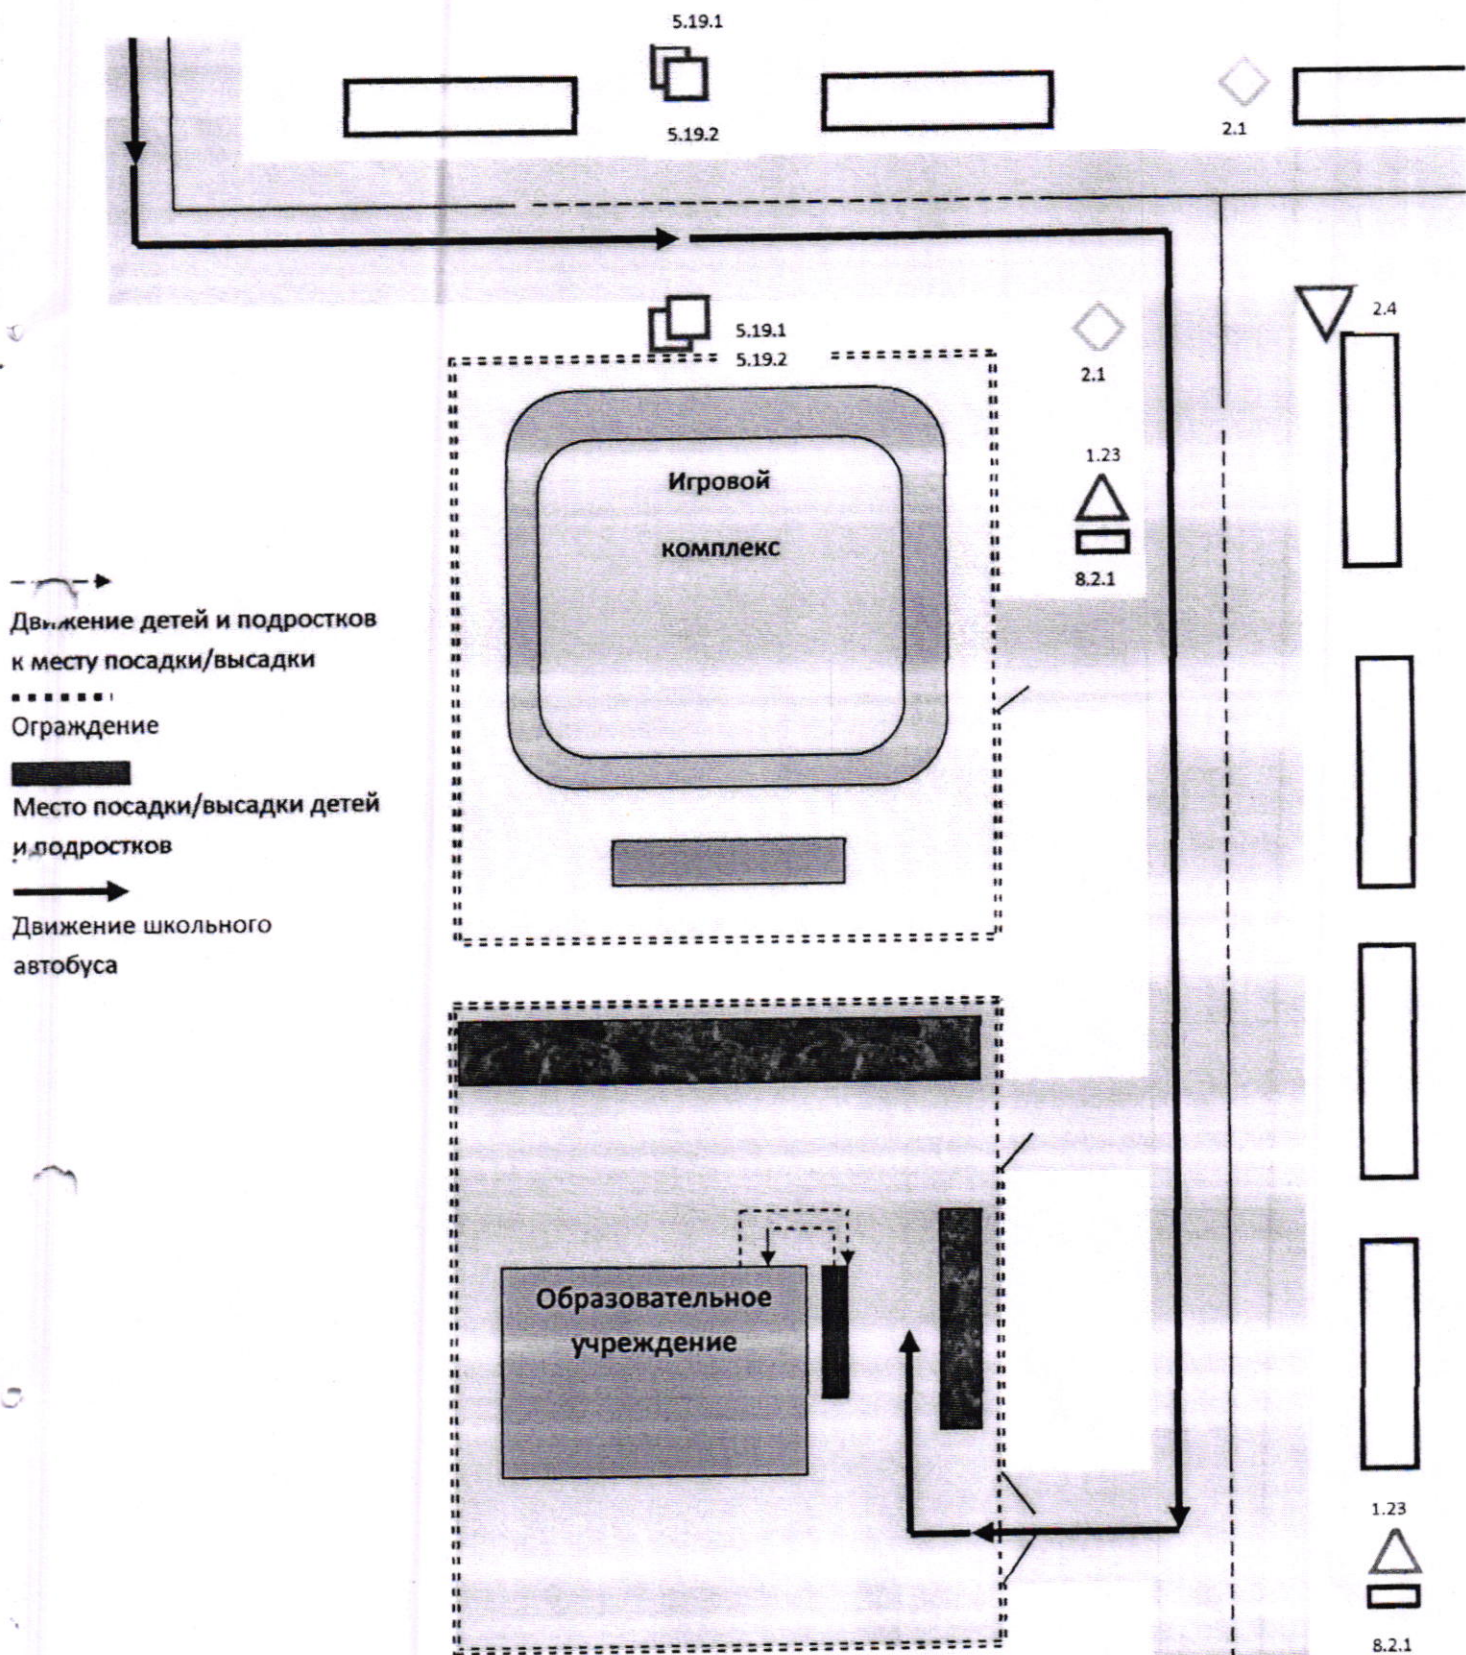 5.19.1
5.19.2
2.1
5.19.1
5.19.2
2.1
2.4
1.23
8.2.1
Игровой
комплекс
Движение детей и подростков
к месту посадки/высадки
Ограждение
Место посадки/высадки детей
и подростков
Движение школьного
автобуса
Образовательное
учреждение
1.23
8.2.1